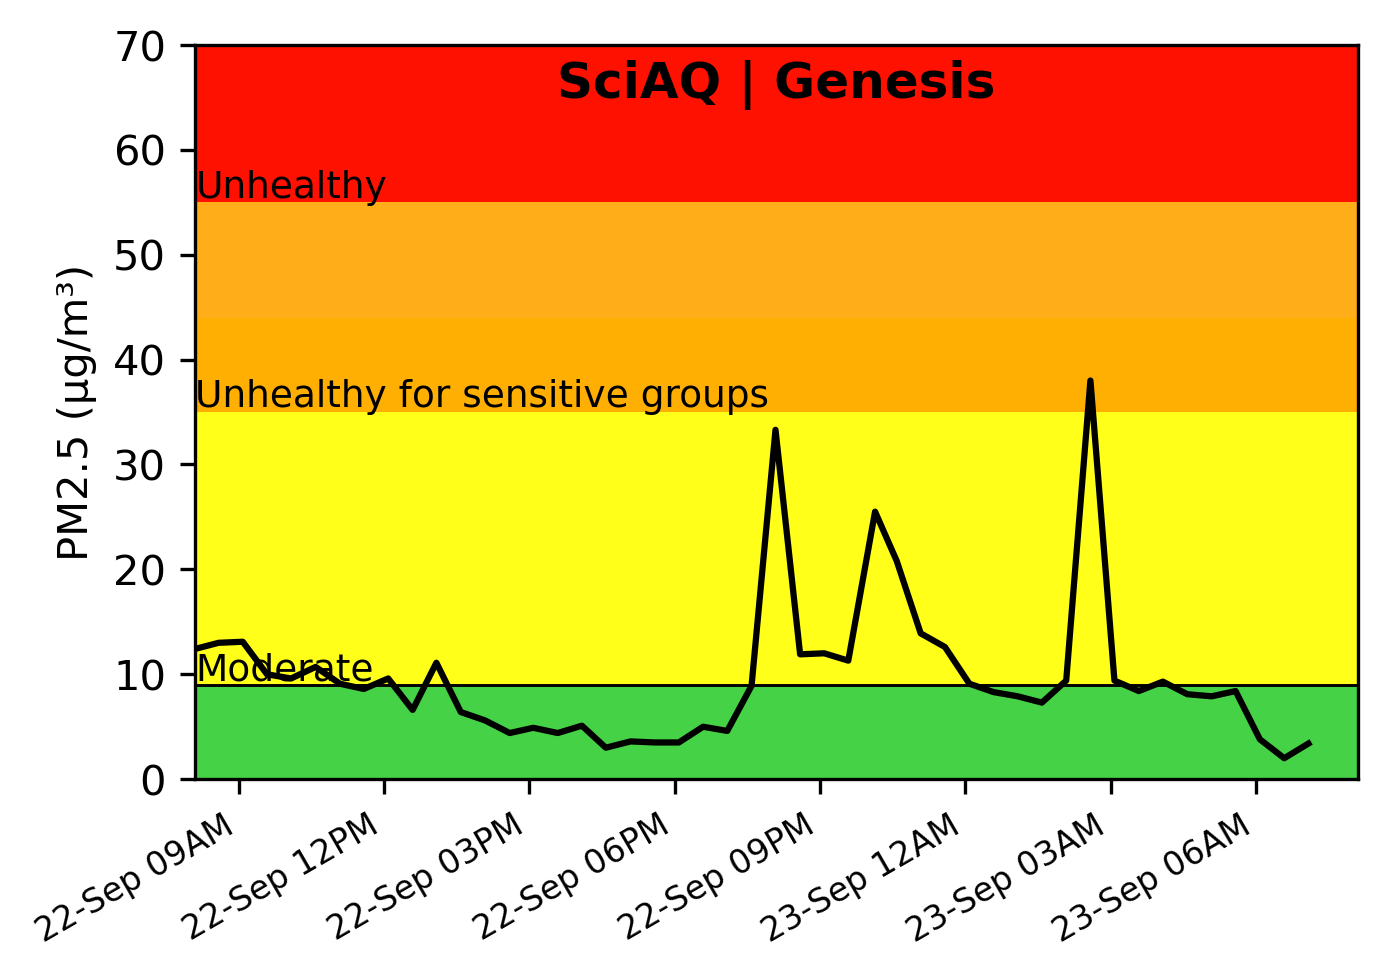 SciAQ | Genesis
70
60
50
40
30
20
10
0
PM2.5 (µg/m³)
Unhealthy
Unhealthy for sensitive groups
Moderate
22-Sep 09AM
22-Sep 12PM
22-Sep 03PM
22-Sep 06PM
22-Sep 09PM
23-Sep 12AM
23-Sep 03AM
23-Sep 06AM